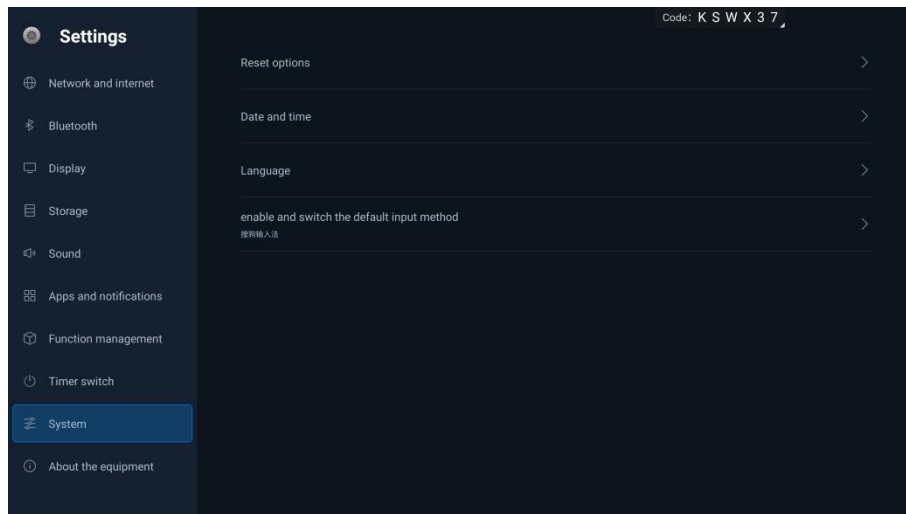 Code: K S W X 3 7
Settings
Network and internet
Bluetooth
Display
Storage
Sound
Apps and notifications
Function management
Timer switch
System
About the equipment
Reset options
Date and time
Language
enable and switch the default input method
搜狗输入法